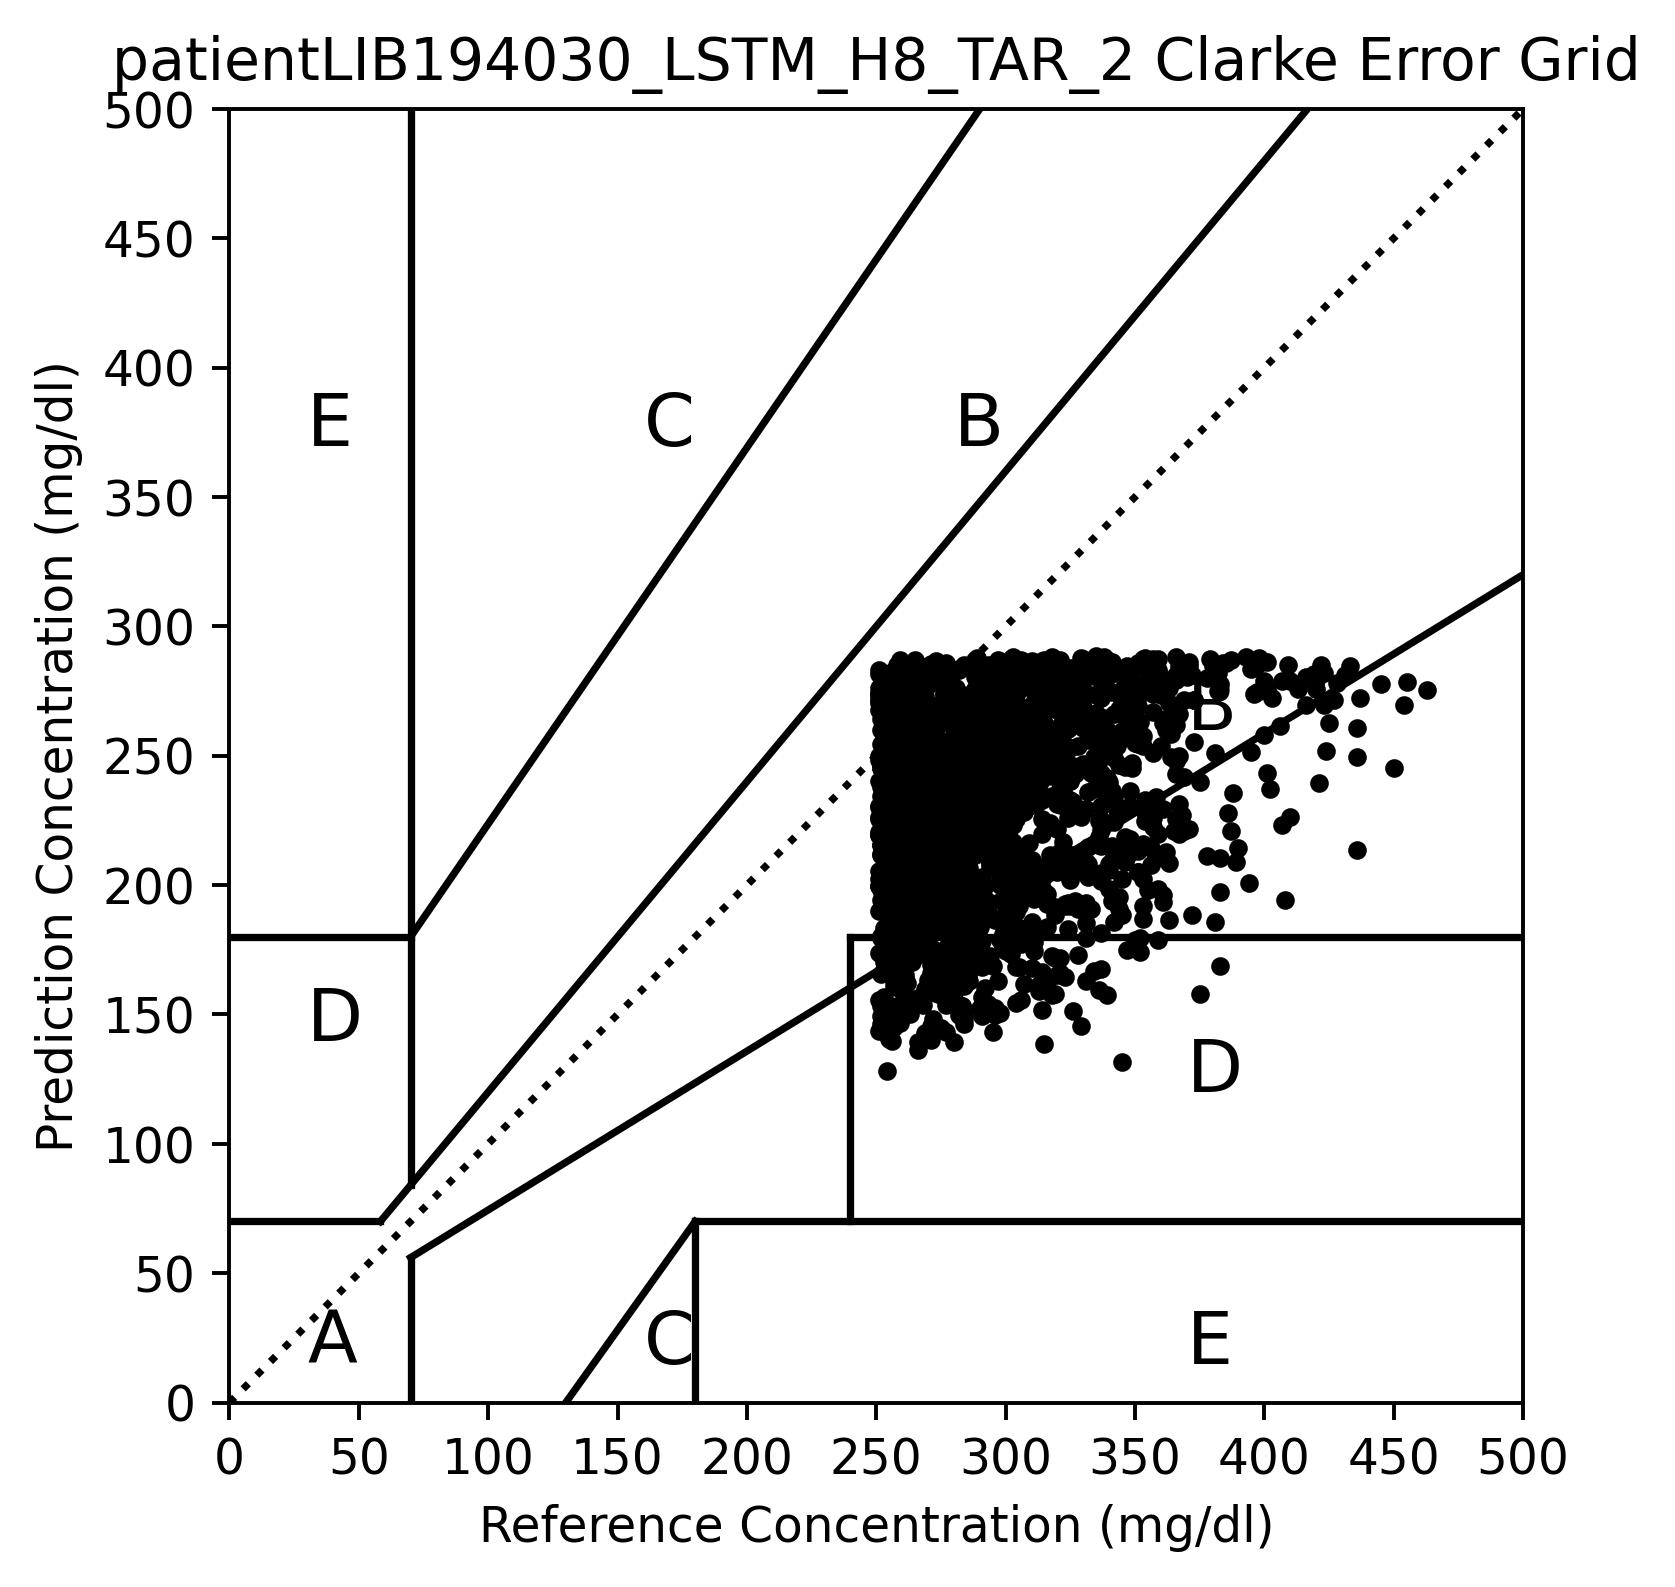 patientLIB194030_LSTM_H8_TAR_2 Clarke Error Grid
500
450
400
350
300
250
200
150
100
50
0
Prediction Concentration (mg/dl)
E
C
B
B
D
D
A
C
E
0 50 100 150 200 250 300 350 400 450 500
Reference Concentration (mg/dl)